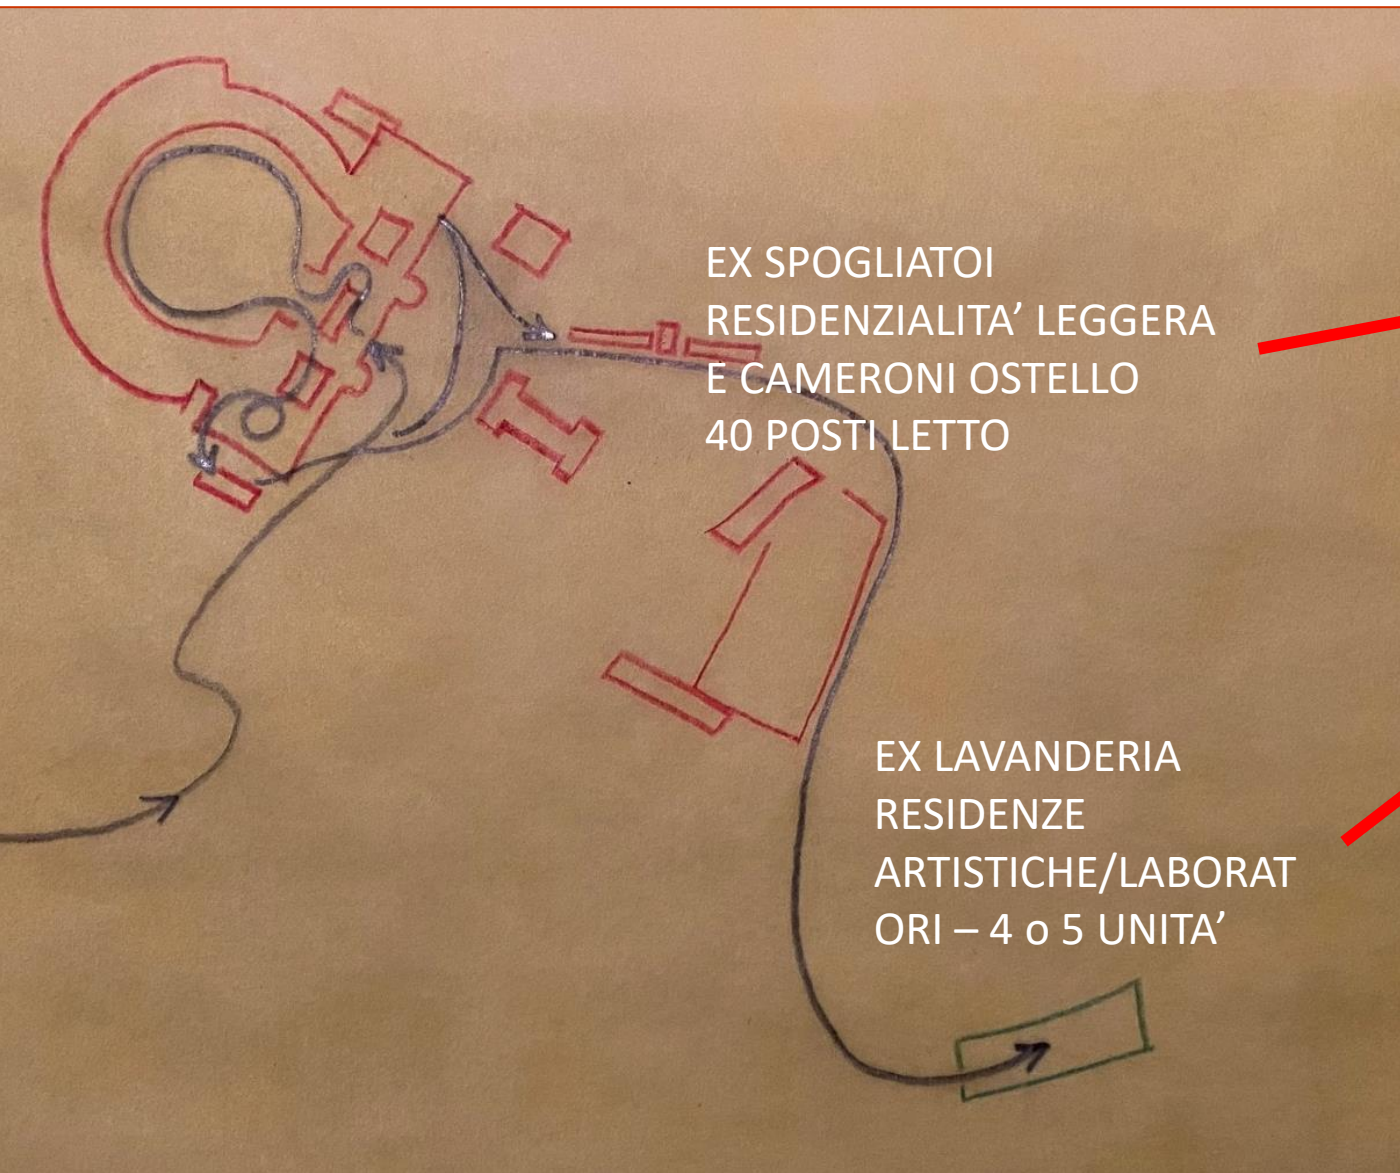 EX SPOGLIATOI
RESIDENZIALITA’ LEGGERA
E CAMERONI OSTELLO
40 POSTI LETTO
EX LAVANDERIA
RESIDENZE
ARTISTICHE/LABORAT
ORI – 4 o 5 UNITA’